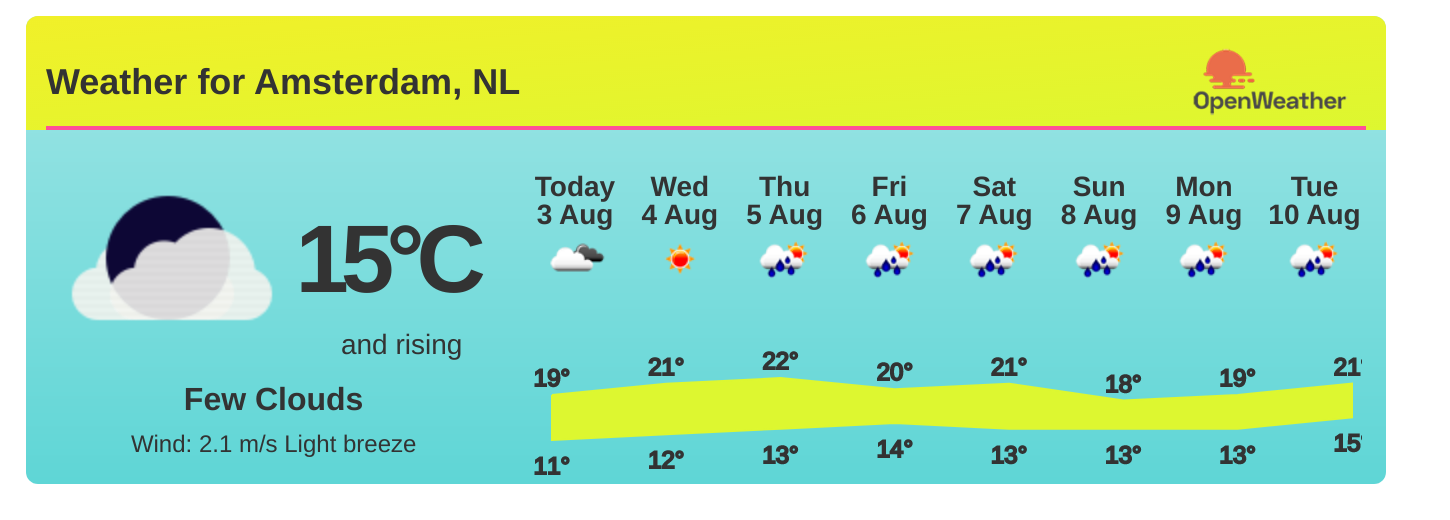 Weather for Amsterdam, NL
OpenWeather
15°C
and rising
Few Clouds
Wind: 2.1 m/s Light breeze
Today Wed Thu Fri Sat Sun Mon Tue
3 Aug 4 Aug 5 Aug 6 Aug 7 Aug 8 Aug 9 Aug 10 Aug
19° 21° 22° 20° 21° 18° 19° 21°
11° 12° 13° 14° 13° 13° 13° 15°